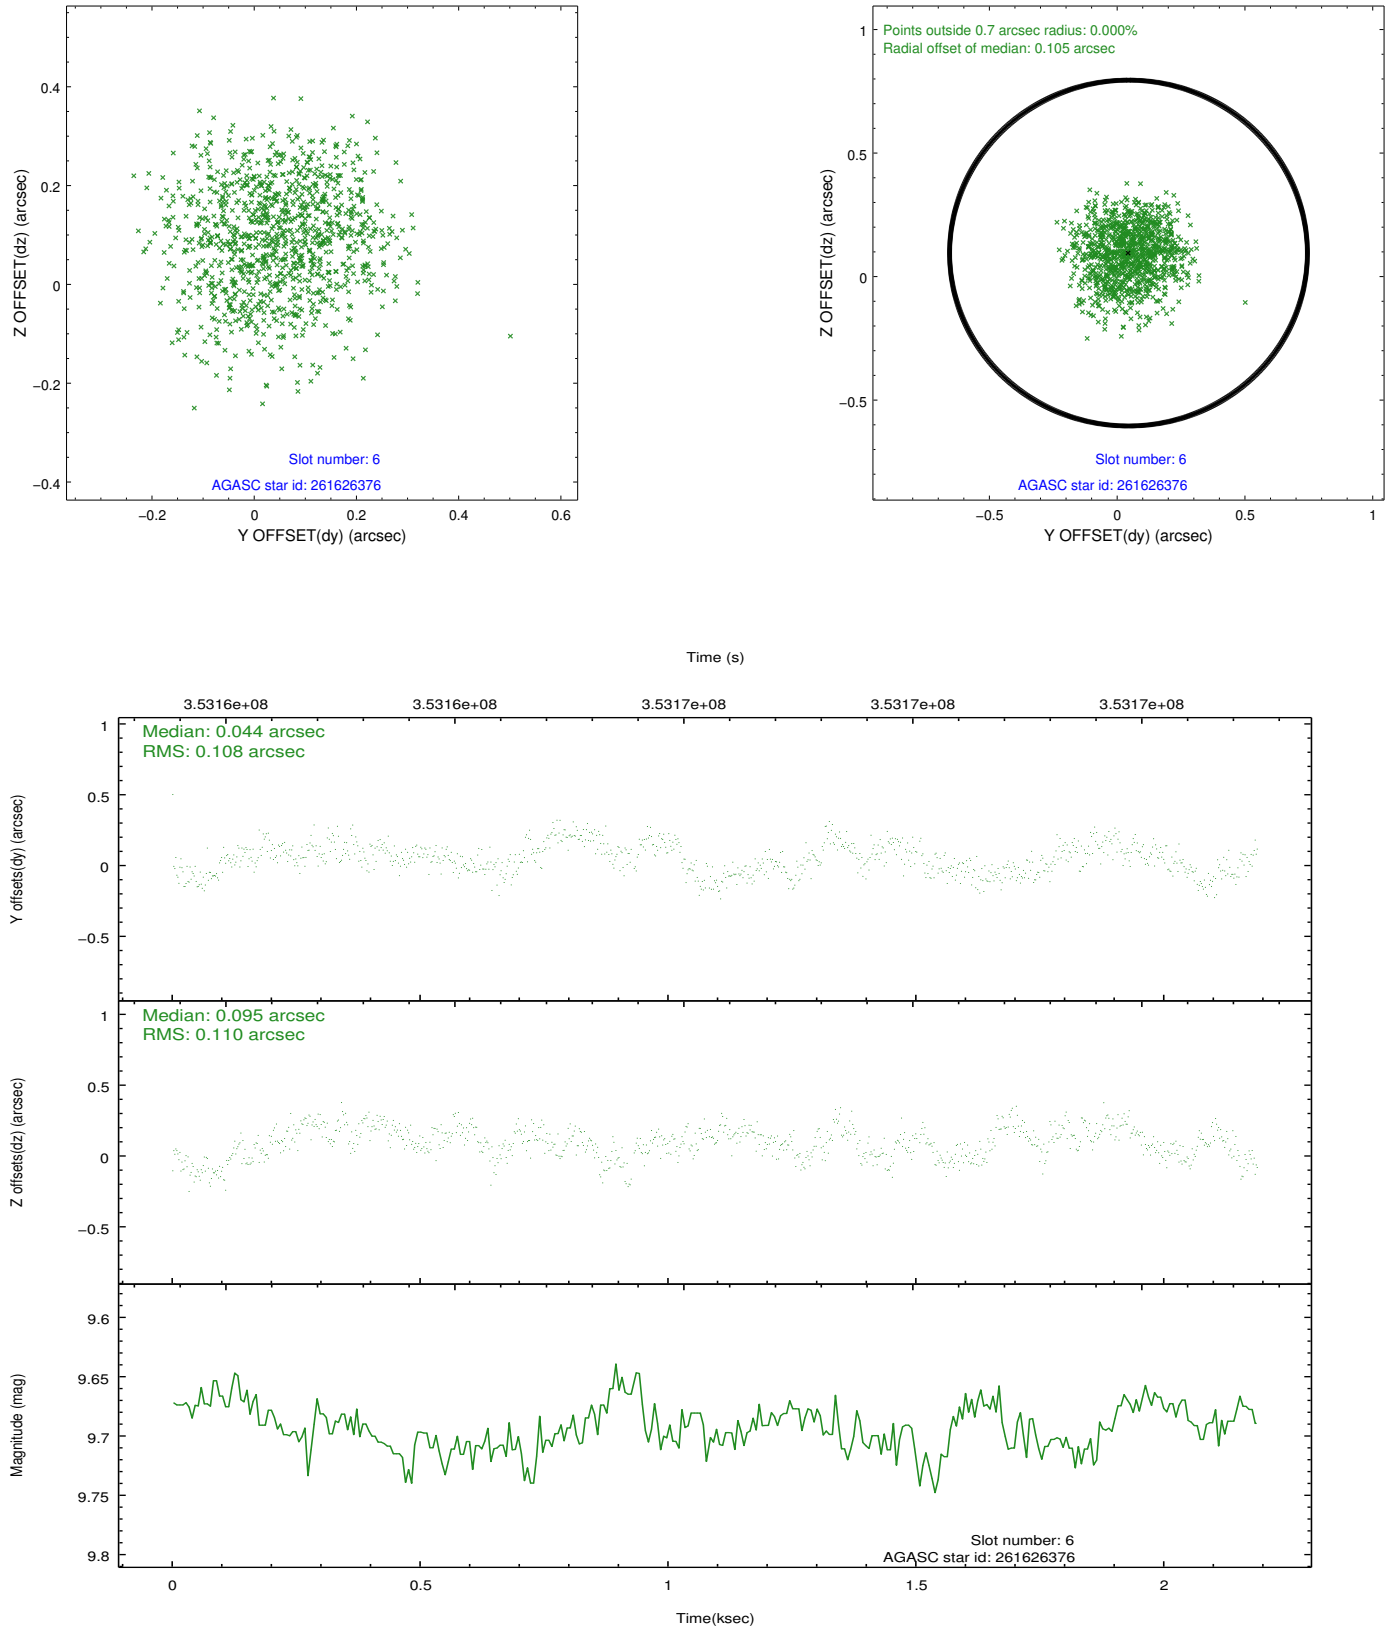 0.4
0.2
0
−0.2
−0.4
Z OFFSET(dz) (arcsec)
Slot number: 6
AGASC star id: 261626376
−0.2 0 0.2 0.4 0.6
Y OFFSET(dy) (arcsec)
Points outside 0.7 arcsec radius: 0.000%
Radial offset of median: 0.105 arcsec
1
0.5
0
−0.5
Z OFFSET(dz) (arcsec)
Slot number: 6
AGASC star id: 261626376
−0.5 0 0.5 1
Y OFFSET(dy) (arcsec)
Time (s)
3.5316e+08 3.5316e+08 3.5317e+08 3.5317e+08 3.5317e+08
Median: 0.044 arcsec
RMS: 0.108 arcsec
1
0.5
0
−0.5
Y offsets(dy) (arcsec)
Median: 0.095 arcsec
RMS: 0.110 arcsec
1
0.5
0
−0.5
Z offsets(dz) (arcsec)
9.6
9.65
9.7
9.75
9.8
Magnitude (mag)
Slot number: 6
AGASC star id: 261626376
0 0.5 1 1.5 2
Time(ksec)